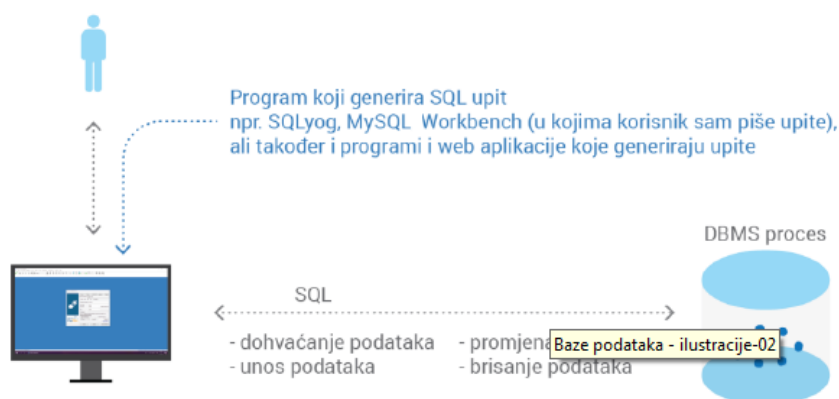 Program koji generira SQL upit
npr. SQLyog, MySQL Workbench (u kojima korisnik sam piše upite),
ali također i programi i web aplikacije koje generiraju upite
DBMS proces
SQL
- dohvaćanje podataka
- unos podataka
- promjena
- brisanje podataka
Baze podataka - ilustracije-02